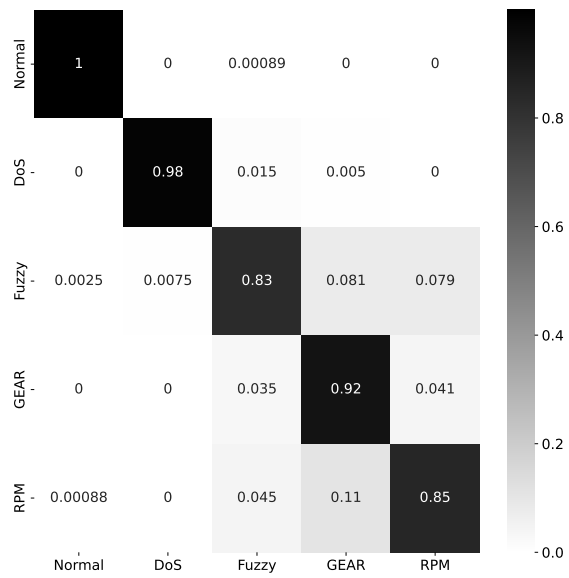 Normal 1 0 0.00089 0 0
DoS 0 0.98 0.015 0.005 0
Fuzzy 0.0025 0.0075 0.83 0.081 0.079
GEAR 0 0 0.035 0.92 0.041
RPM 0.00088 0 0.045 0.11 0.85
Normal DoS Fuzzy GEAR RPM
0.8
0.6
0.4
0.2
0.0